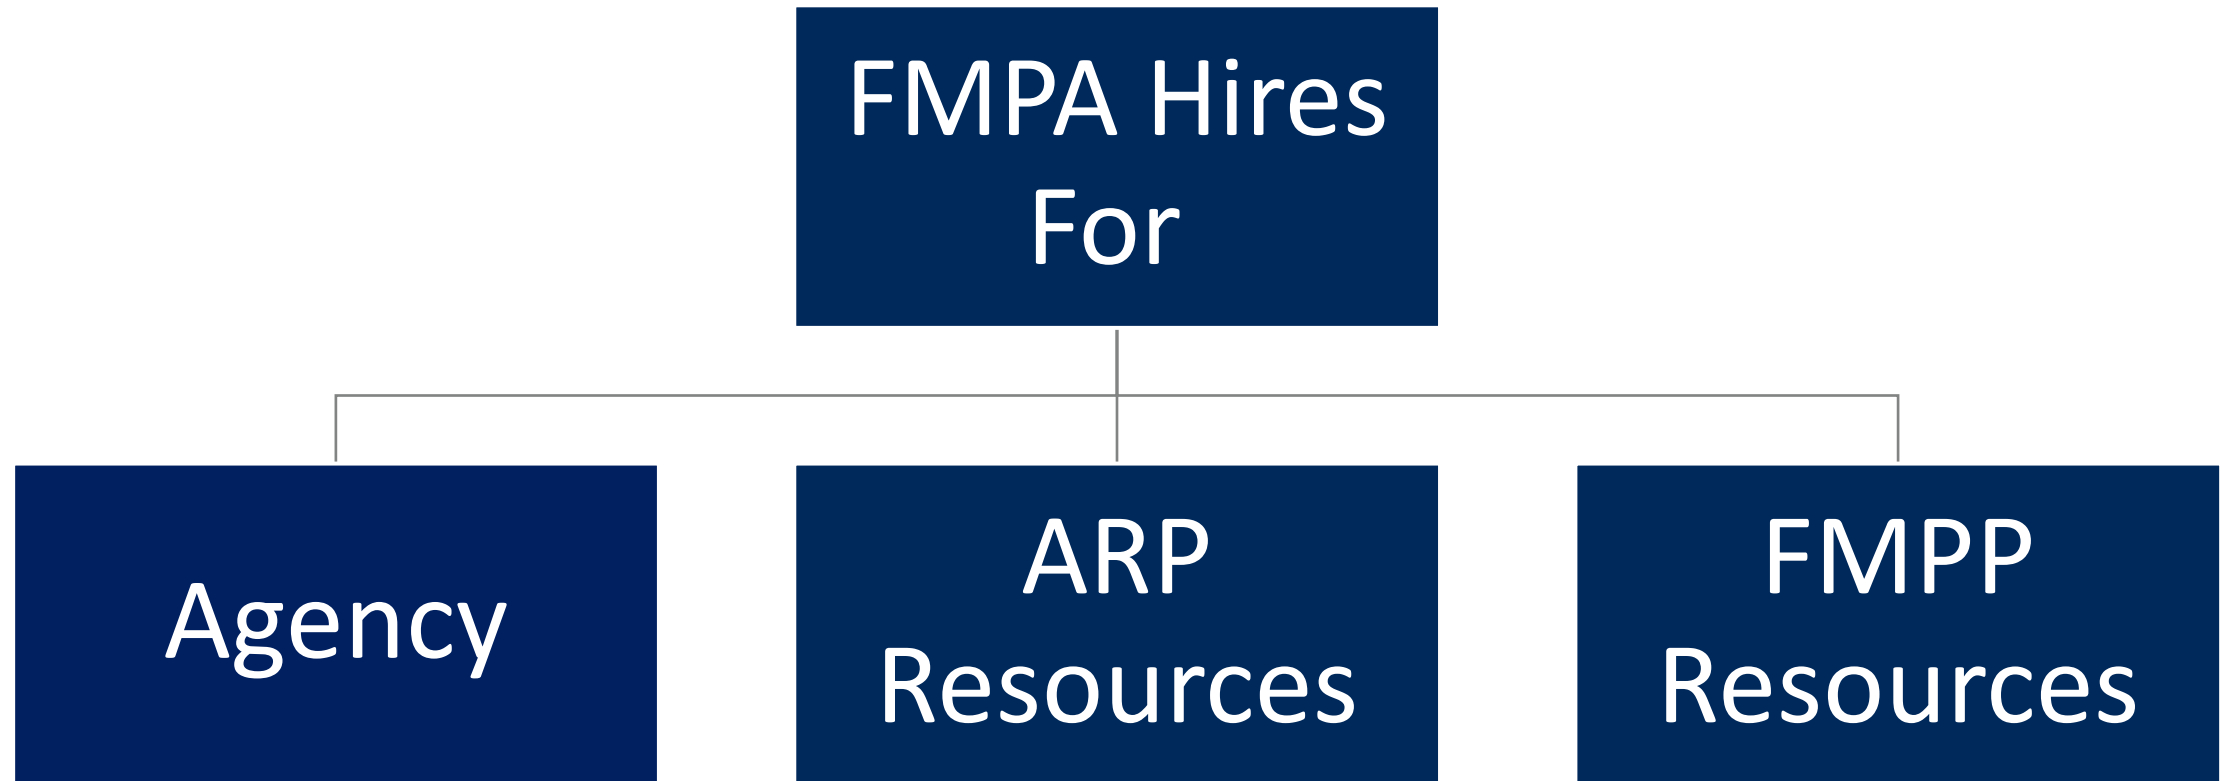 FMPA Hires
For
Agency
ARP
Resources
FMPP
Resources